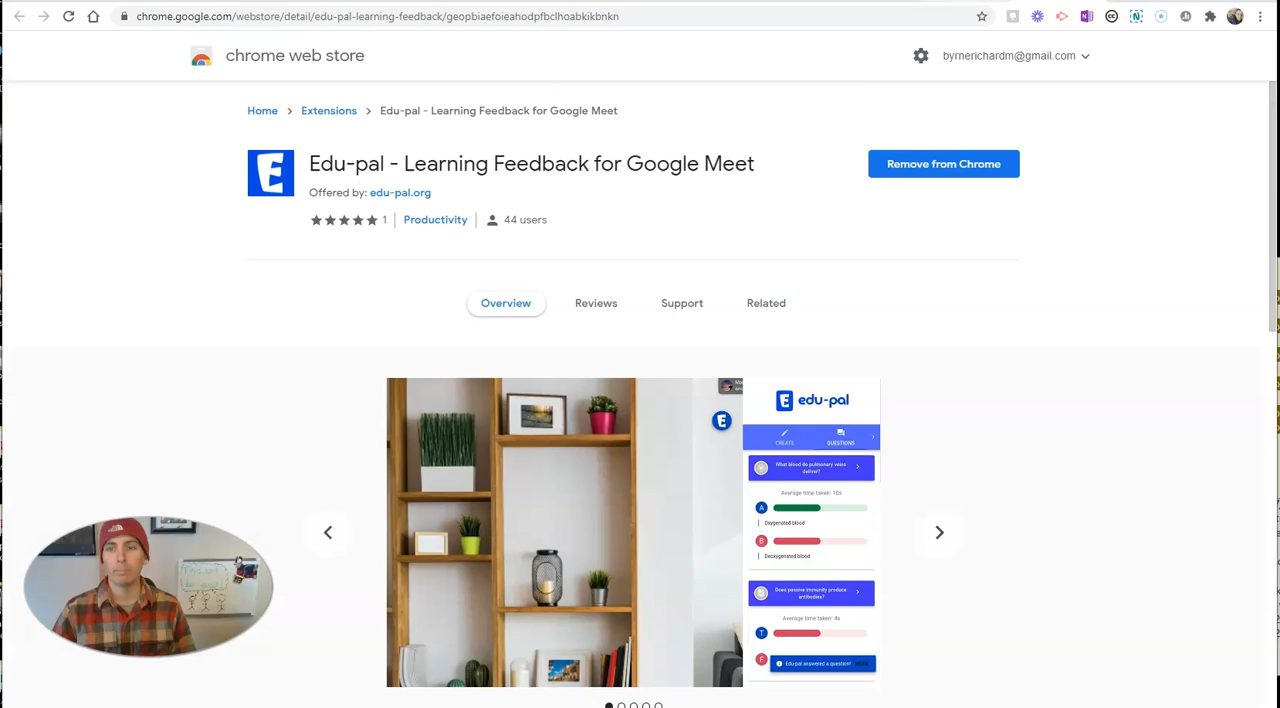 chrome.google.com/webstore/detail/edu-pal-learning-feedback/geopbiaefoieahodpfbclhoabkikbnkn
chrome web store
byrnerichardm@gmail.com
Home
Extensions
Edu-pal - Learning Feedback for Google Meet
Edu-pal - Learning Feedback for Google Meet
Remove from Chrome
Offered by: edu-pal.org
1
Productivity
44 users
Overview
Reviews
Support
Related
edu-pal
CREATE
QUESTIONS
What blood do pulmonary veins
deliver?
Average time taken: 10s
A
Oxygenated blood
B
Deoxygenated blood
Does passive immunity produce
antibodies?
Average time taken: 4s
T
F
Edu-pal answered a question!